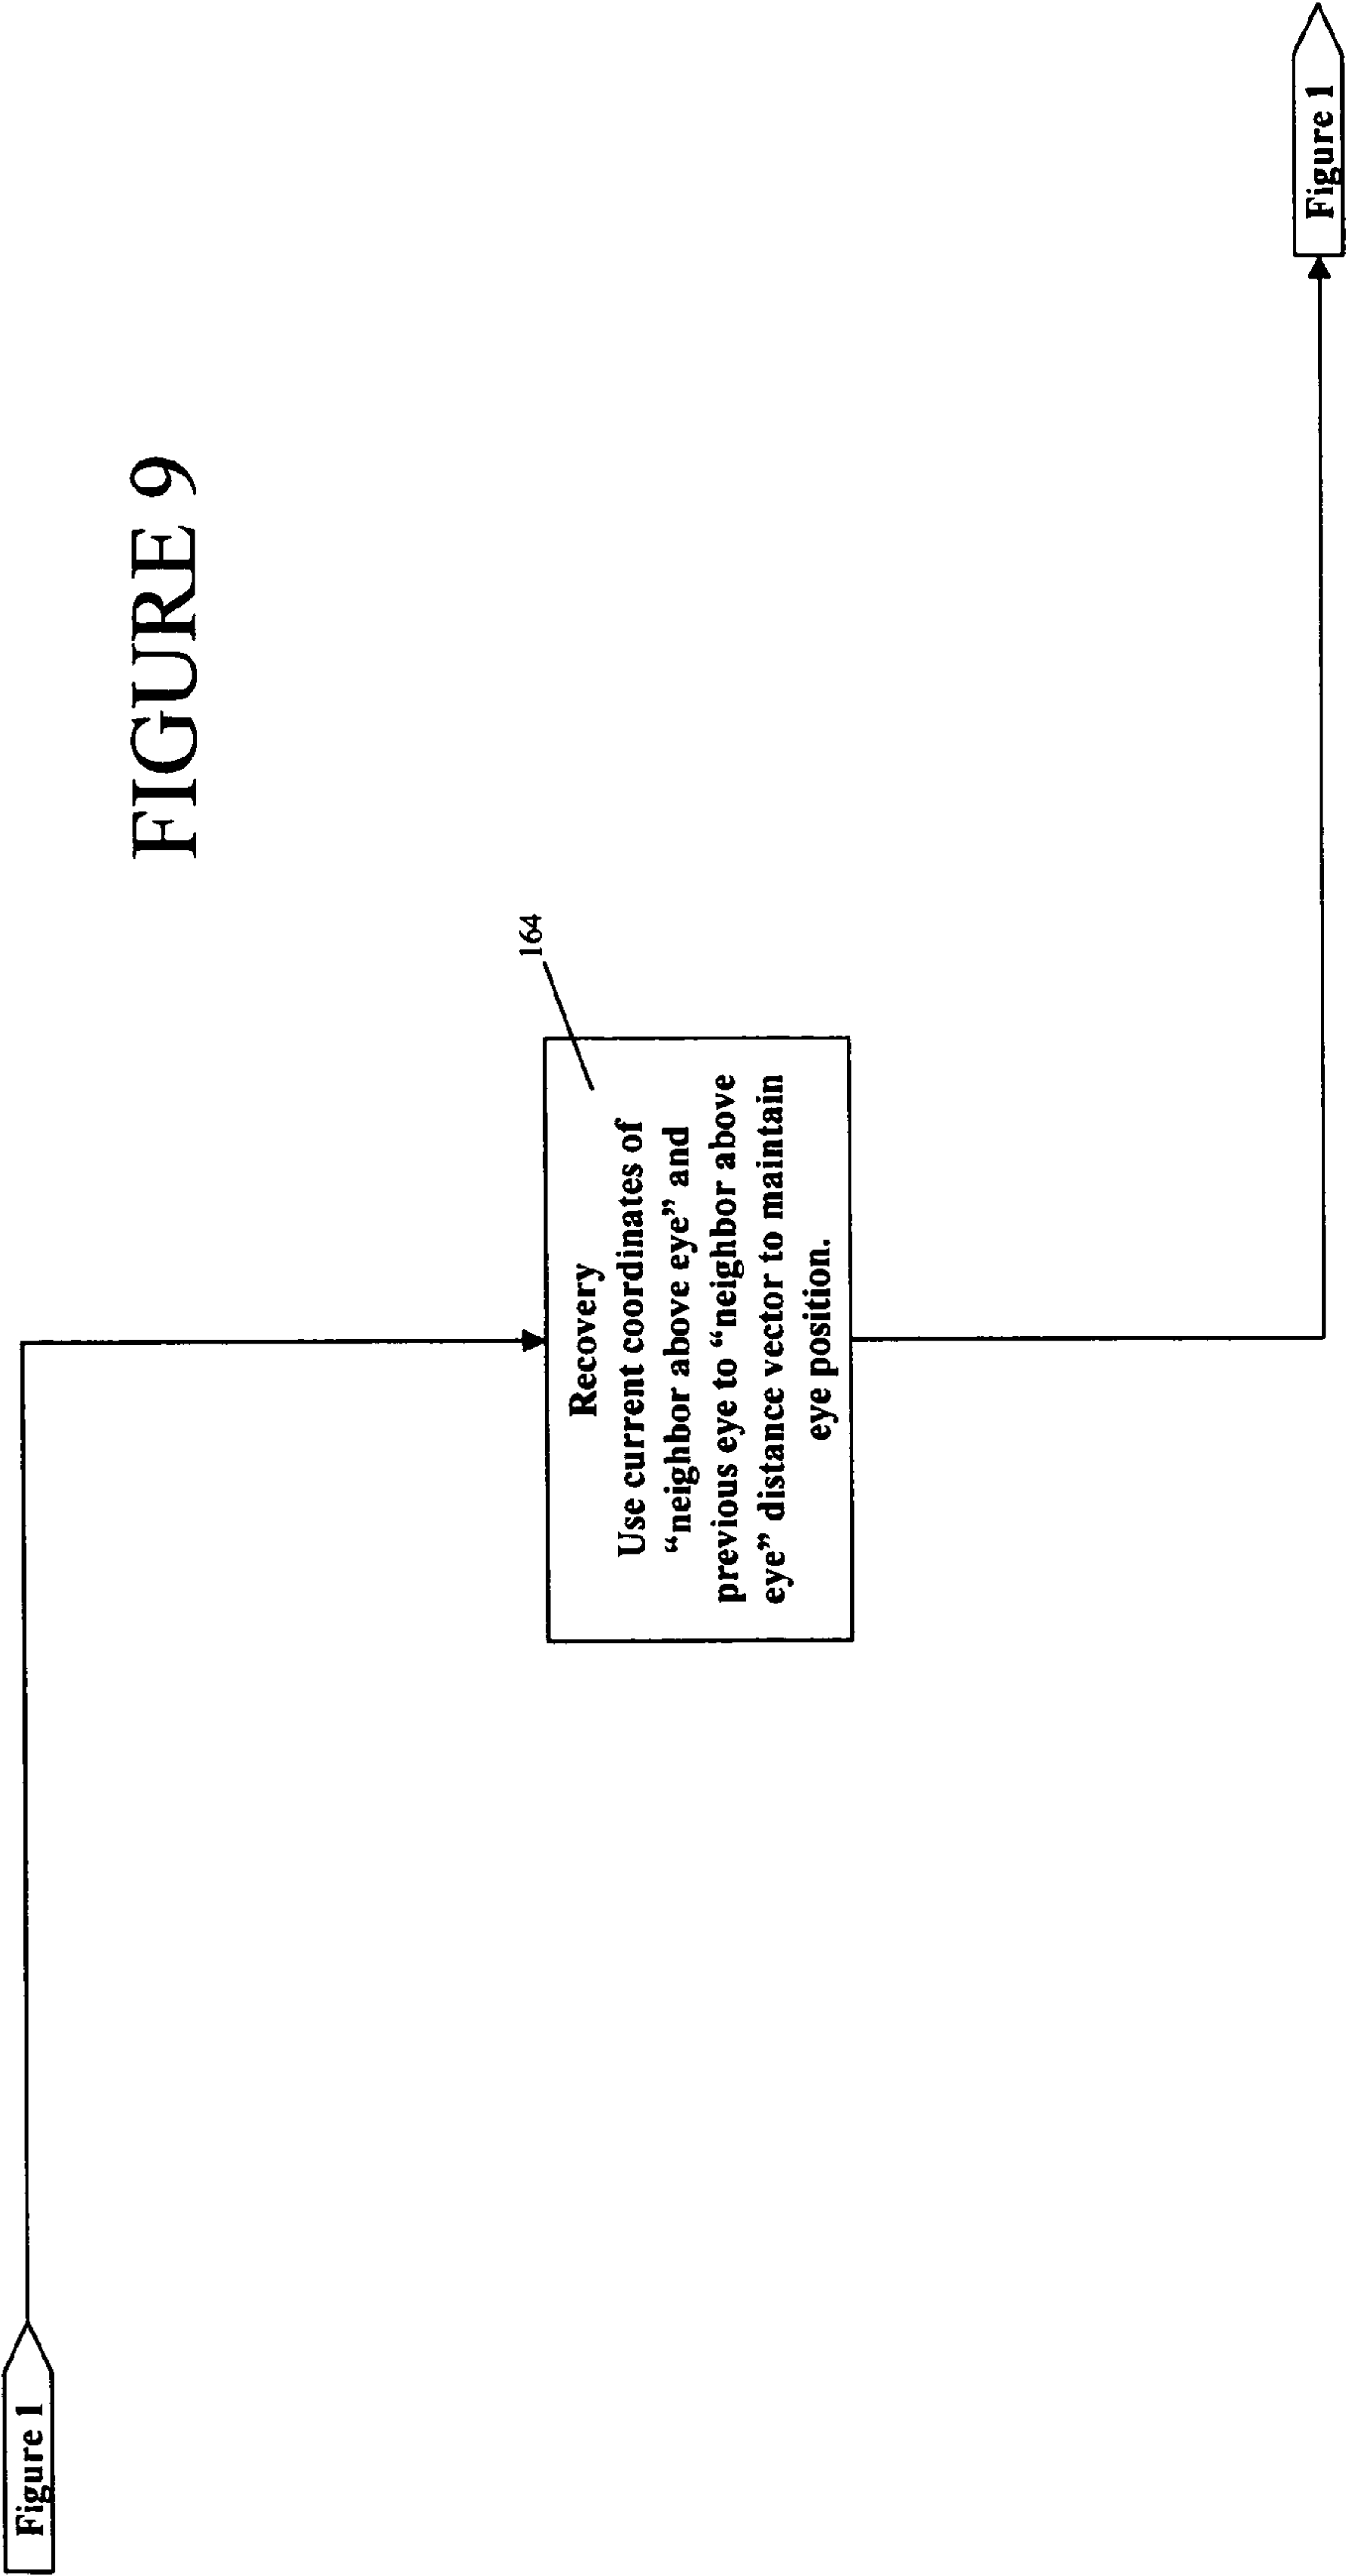 FIGURE 9
Figure 1
164
Recovery
Use current coordinates of
“neighbor above eye” and
previous eye to “neighbor above
eye” distance vector to maintain
eye position.
Figure 1